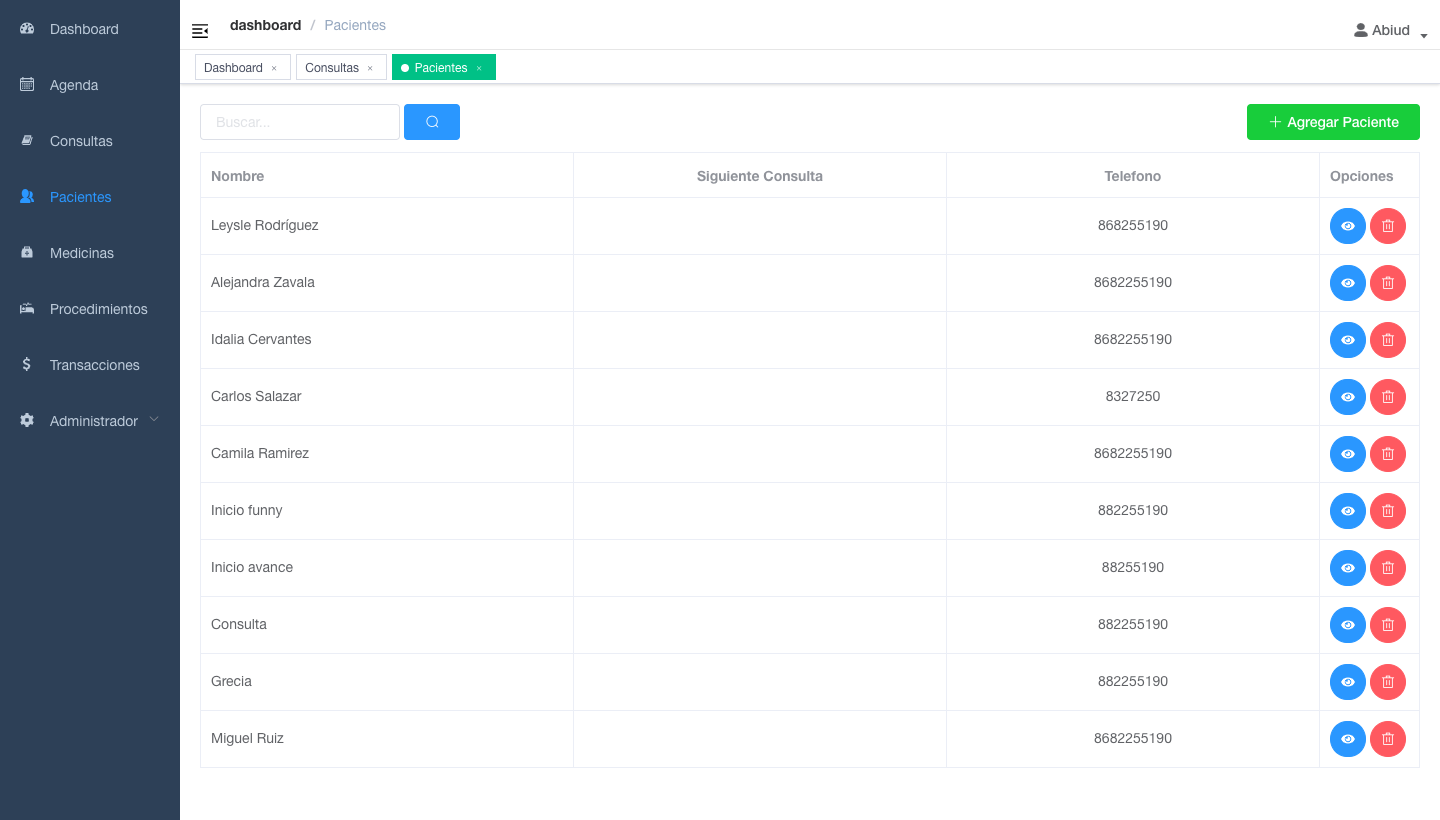 Dashboard
Agenda
Consultas
Pacientes
Medicinas
Procedimientos
Transacciones
Administrador
dashboard / Pacientes
Abiud
Dashboard × Consultas × Pacientes ×
Buscar...
Agregar Paciente
Nombre Siguiente Consulta Telefono Opciones
Leysle Rodríguez 868255190
Alejandra Zavala 8682255190
Idalia Cervantes 8682255190
Carlos Salazar 8327250
Camila Ramirez 8682255190
Inicio funny 882255190
Inicio avance 88255190
Consulta 882255190
Grecia 882255190
Miguel Ruiz 8682255190